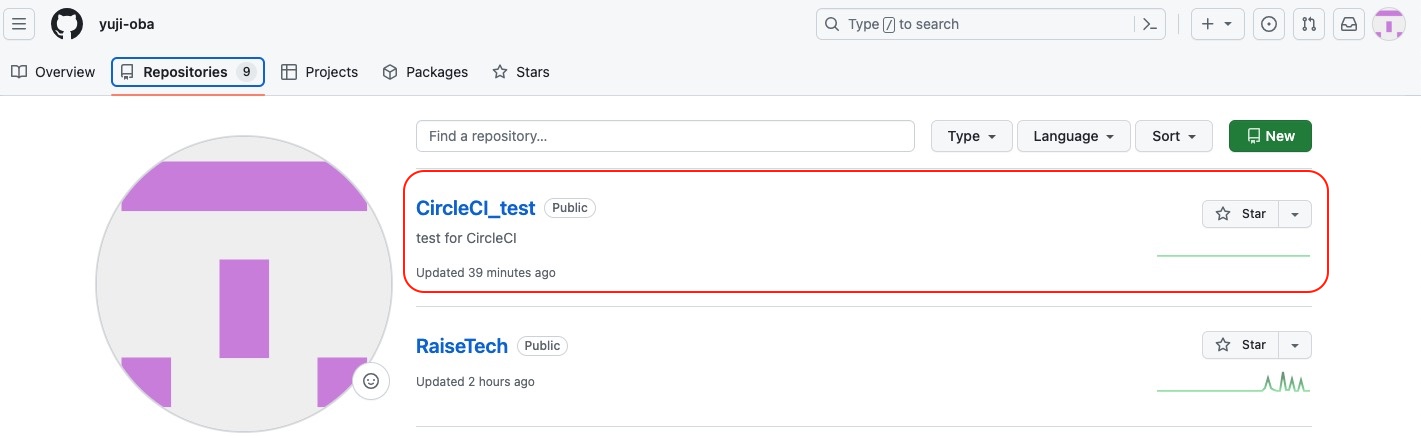 yuji-oba
Type / to search
Overview
Repositories 9
Projects
Packages
Stars
Find a repository...
Type
Language
Sort
New
CircleCI_test Public
Star
test for CircleCI
Updated 39 minutes ago
RaiseTech Public
Star
Updated 2 hours ago